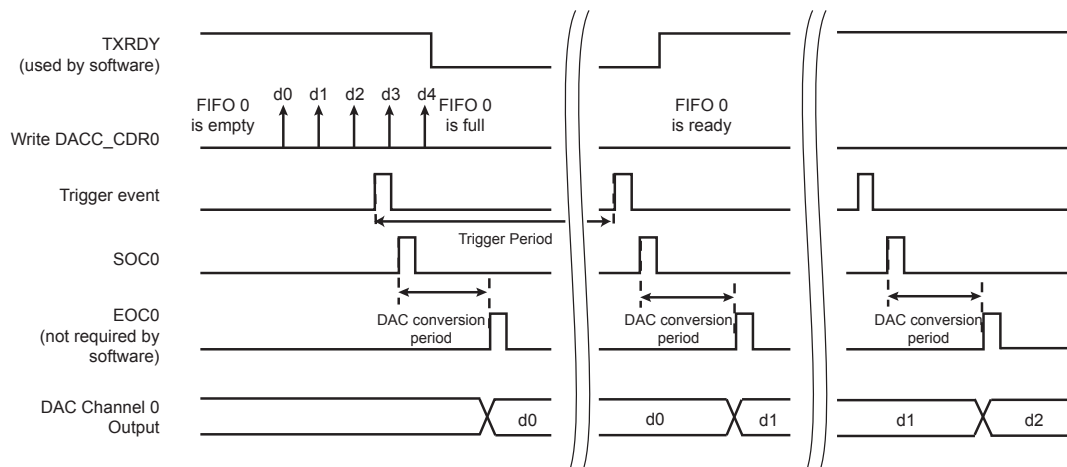 TXRDY
(used by software)
d0 d1 d2 d3 d4
FIFO 0
is empty
FIFO 0
is full
FIFO 0
is ready
Write DACC_CDR0
Trigger event
Trigger Period
SOC0
EOC0
(not required by
software)
DAC conversion
period
DAC conversion
period
DAC conversion
period
DAC Channel 0
Output
d0 d0 d1 d1 d2